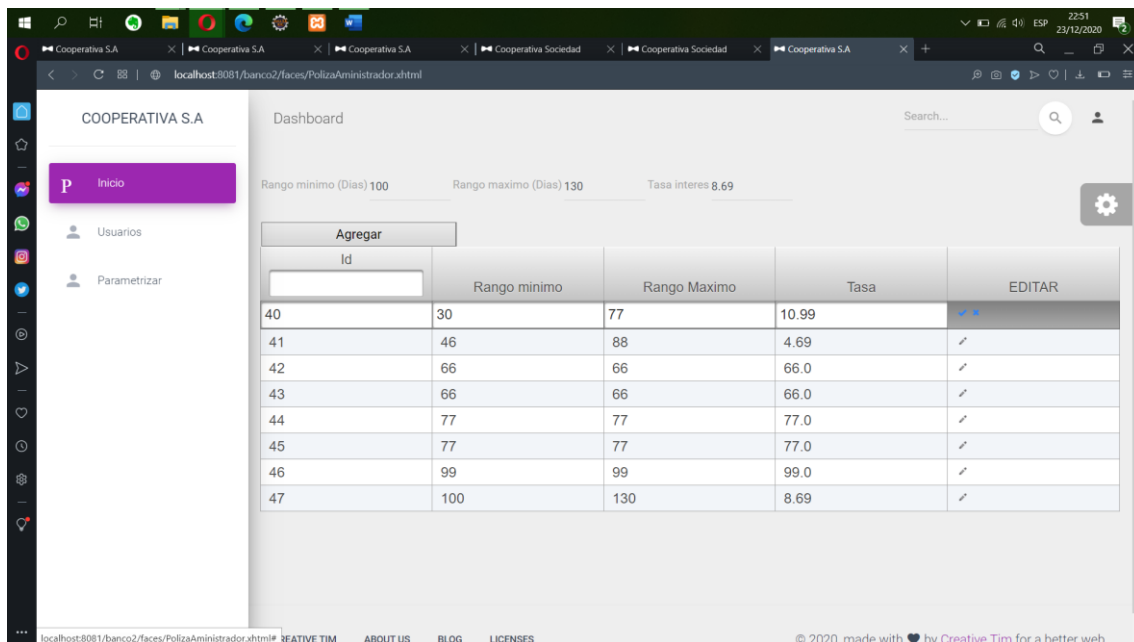 22:51
ESP
23/12/2020
2
Cooperativa S.A
Cooperativa S.A
Cooperativa S.A
Cooperativa Sociedad
Cooperativa Sociedad
Cooperativa S.A
localhost:8081/banco2/faces/PolizaAministrador.xhtml
COOPERATIVA S.A
Dashboard
Search...
P Inicio
Rango minimo (Dias) 100 Rango maximo (Dias) 130 Tasa interes 8.69
Usuarios
Agregar
Parametrizar
Id Rango minimo Rango Maximo Tasa EDITAR
40 30 77 10.99
41 46 88 4.69
42 66 66 66.0
43 66 66 66.0
44 77 77 77.0
45 77 77 77.0
46 99 99 99.0
47 100 130 8.69
localhost:8081/banco2/faces/PolizaAministrador.xhtml# REATIVE TIM ABOUT US BLOG LICENSES © 2020, made with by Creative Tim for a better web.